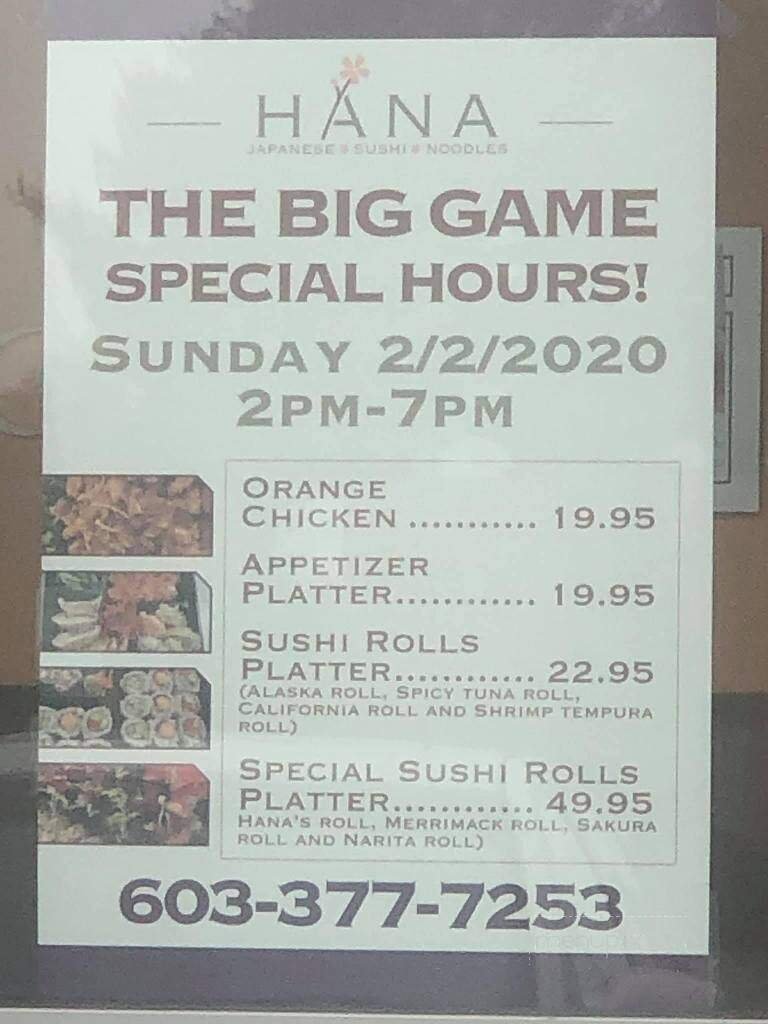 HANA
JAPANESE SUSHI NOODLES
THE BIG GAME
SPECIAL HOURS!
SUNDAY 2/2/2020
2PM-7PM
ORANGE
CHICKEN ........... 19.95
APPETIZER
PLATTER............ 19.95
SUSHI ROLLS
PLATTER............ 22.95
(ALASKA ROLL, SPICY TUNA ROLL,
CALIFORNIA ROLL AND SHRIMP TEMPURA
ROLL)
SPECIAL SUSHI ROLLS
PLATTER............ 49.95
HANA'S ROLL, MERRIMACK ROLL, SAKURA
ROLL AND NARITA ROLL)
603-377-7253